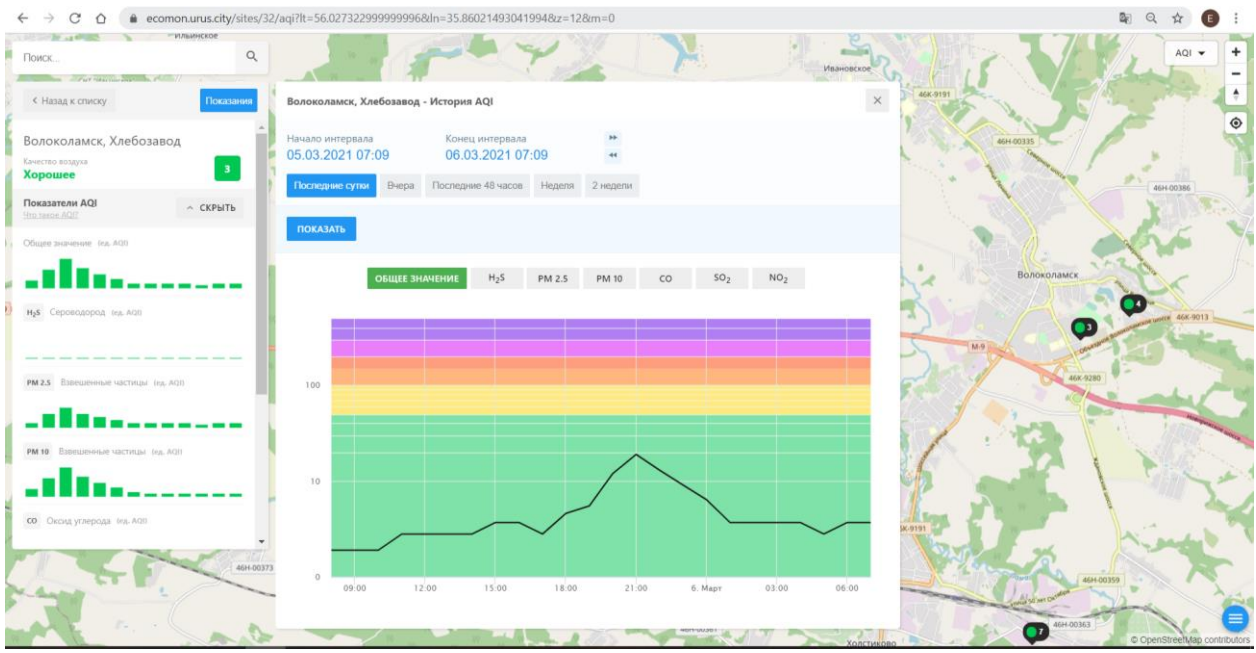 ecomon.urus.city/sites/32/aqi?lt=56.027322999999996&ln=35.86021493041994&z=12&m=0
E
Ильинское
Поиск...
Ивановское
AQI
46К-9191
46Н-00335
46Н-00386
Волоколамск
4
3
46К-9013
М-9
46К-9280
46К-9191
46Н-00373
46Н-00359
46Н-00363
7
Холстиково
© OpenStreetMap contributors
Назад к списку
Показания
Волоколамск, Хлебозавод
Качество воздуха
Хорошее
3
Показатели AQI
Что такое AQI?
СКРЫТЬ
Общее значение (ед. AQI)
H₂S Сероводород (ед. AQI)
PM 2.5 Взвешенные частицы (ед. AQI)
PM 10 Взвешенные частицы (ед. AQI)
CO Оксид углерода (ед. AQI)
Волоколамск, Хлебозавод - История AQI
Начало интервала
05.03.2021 07:09
Конец интервала
06.03.2021 07:09
Последние сутки
Вчера
Последние 48 часов
Неделя
2 недели
ПОКАЗАТЬ
ОБЩЕЕ ЗНАЧЕНИЕ
H₂S
PM 2.5
PM 10
CO
SO₂
NO₂
100
10
0
09:00
12:00
15:00
18:00
21:00
6. Март
03:00
06:00